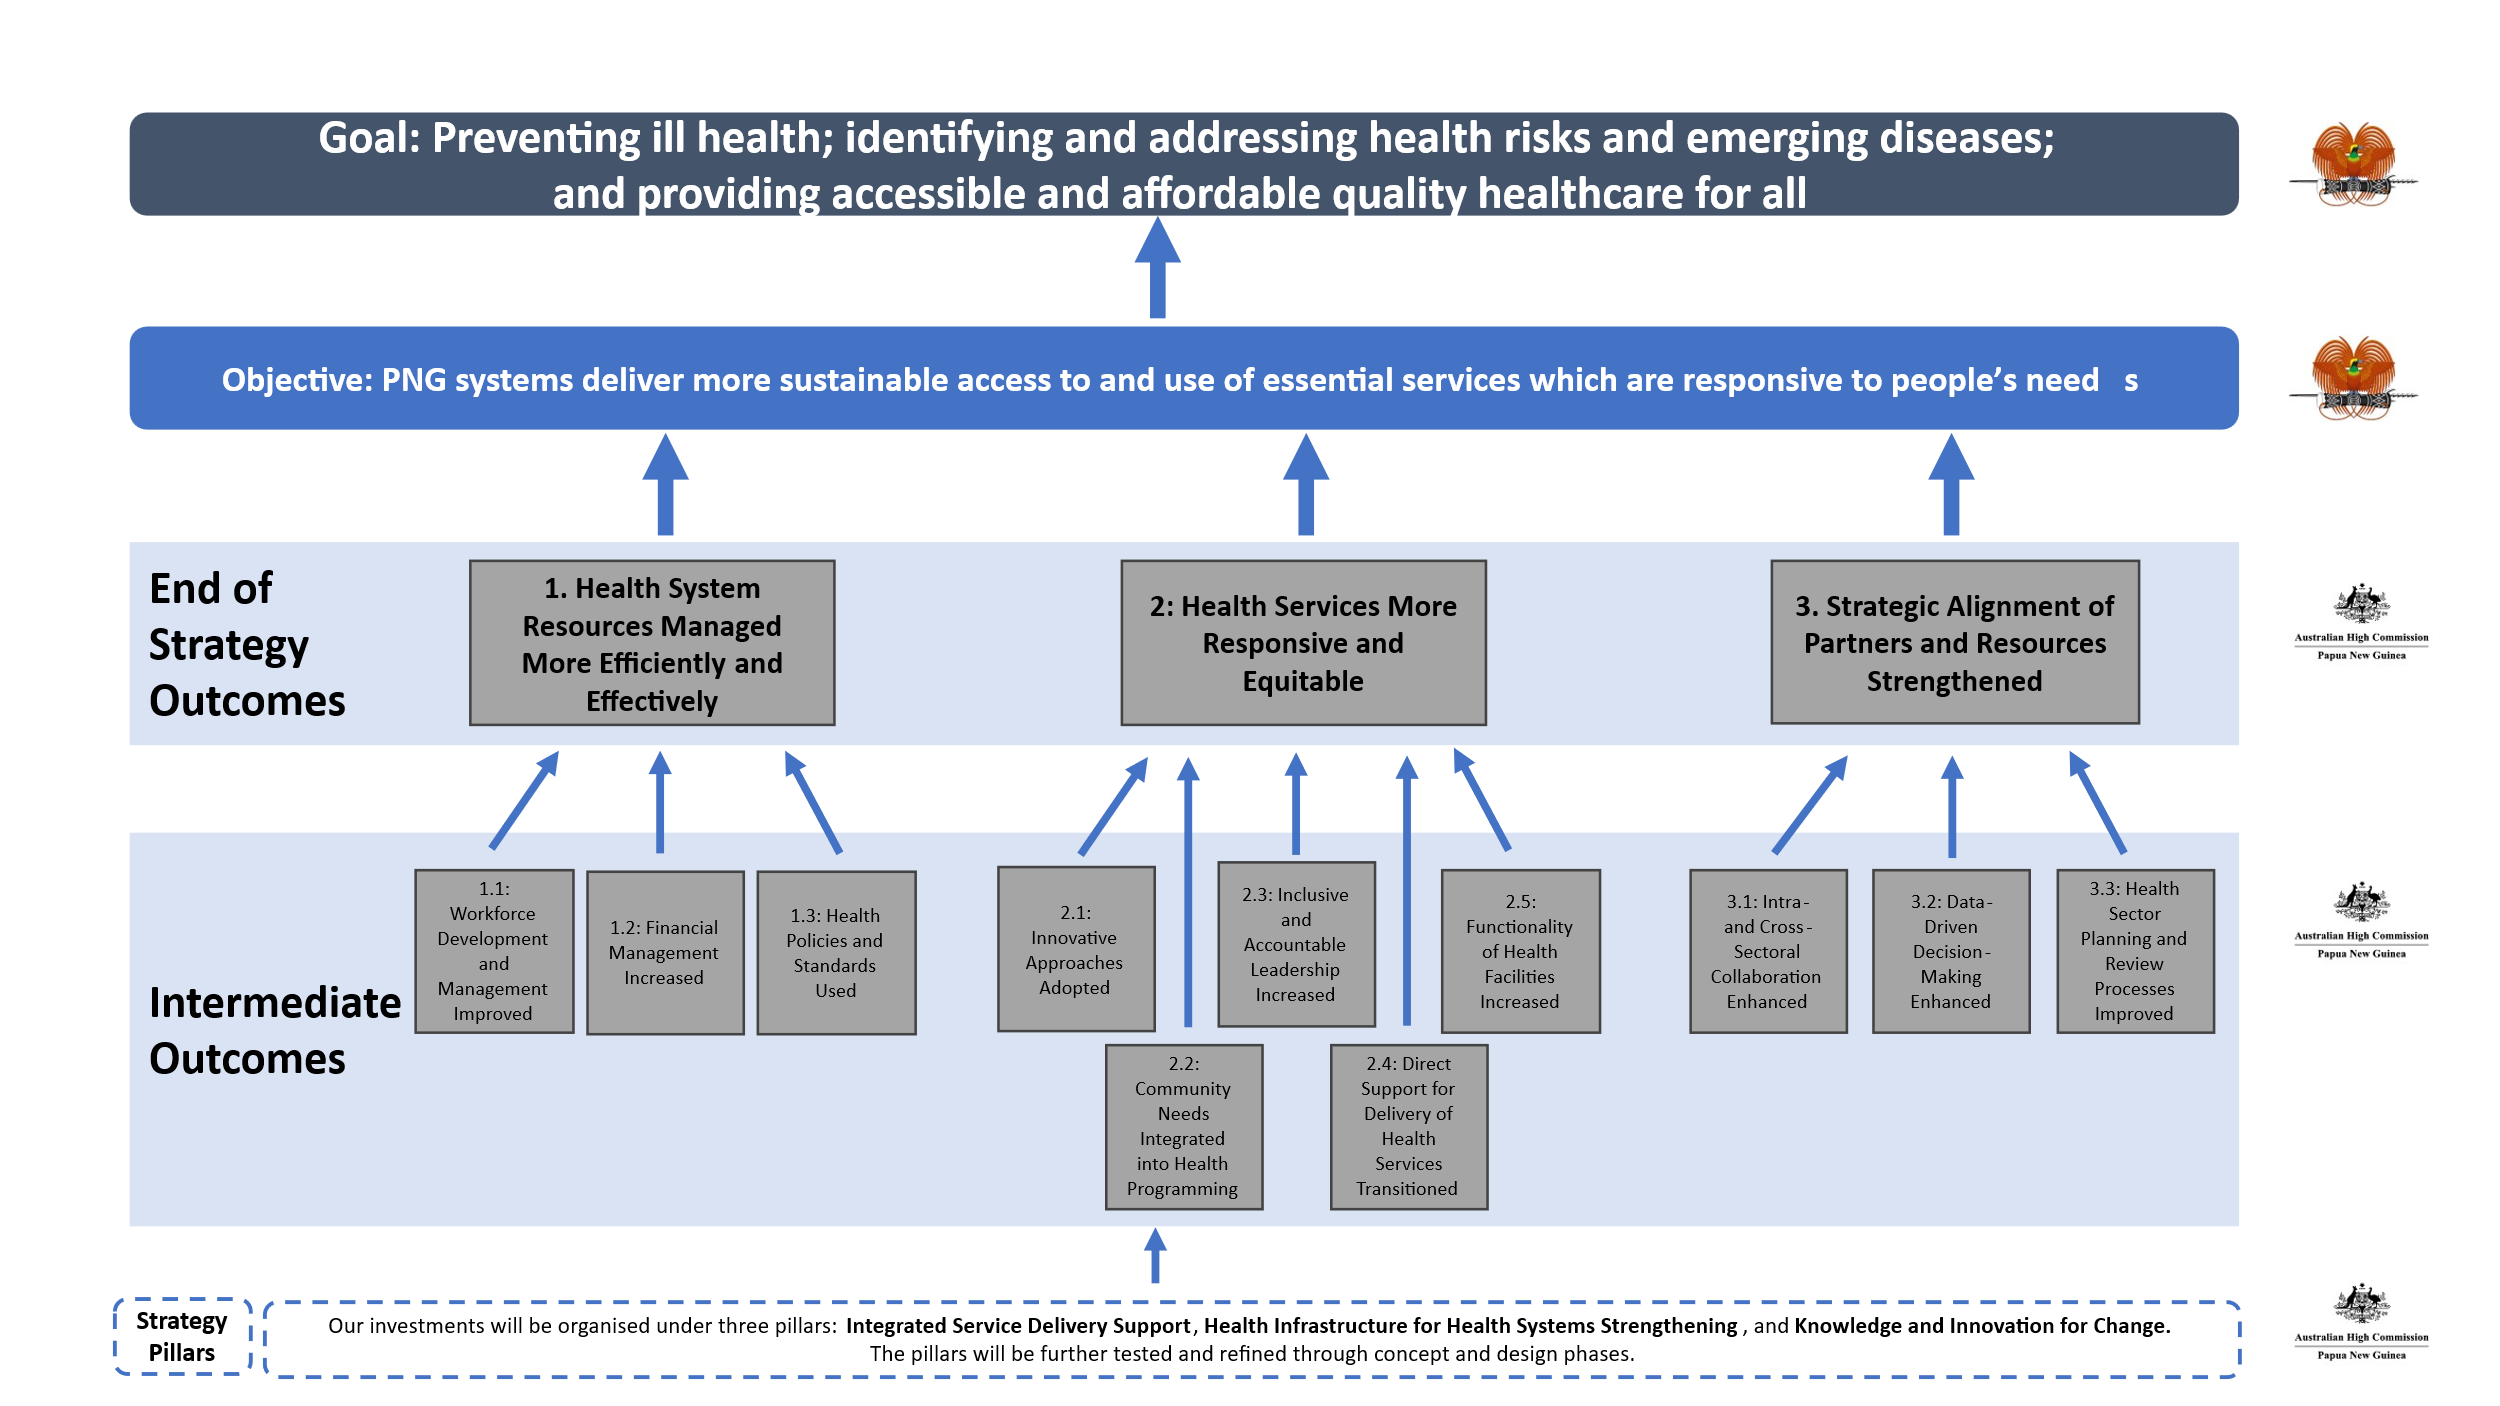 Goal: Preventing ill health; identifying and addressing health risks and emerging diseases;
and providing accessible and affordable quality healthcare for all
Objective: PNG systems deliver more sustainable access to and use of essential services which are responsive to people’s need s
End of
Strategy
Outcomes
1. Health System
Resources Managed
More Efficiently and
Effectively
2: Health Services More
Responsive and
Equitable
3. Strategic Alignment of
Partners and Resources
Strengthened
Australian High Commission
Papua New Guinea
Intermediate
Outcomes
1.1:
Workforce
Development
and
Management
Improved
1.2: Financial
Management
Increased
1.3: Health
Policies and
Standards
Used
2.1:
Innovative
Approaches
Adopted
2.2:
Community
Needs
Integrated
into Health
Programming
2.3: Inclusive
and
Accountable
Leadership
Increased
2.4: Direct
Support for
Delivery of
Health
Services
Transitioned
2.5:
Functionality
of Health
Facilities
Increased
3.1: Intra-
and Cross-
Sectoral
Collaboration
Enhanced
3.2: Data-
Driven
Decision-
Making
Enhanced
3.3: Health
Sector
Planning and
Review
Processes
Improved
Australian High Commission
Papua New Guinea
Strategy
Pillars
Our investments will be organised under three pillars: Integrated Service Delivery Support, Health Infrastructure for Health Systems Strengthening, and Knowledge and Innovation for Change.
The pillars will be further tested and refined through concept and design phases.
Australian High Commission
Papua New Guinea